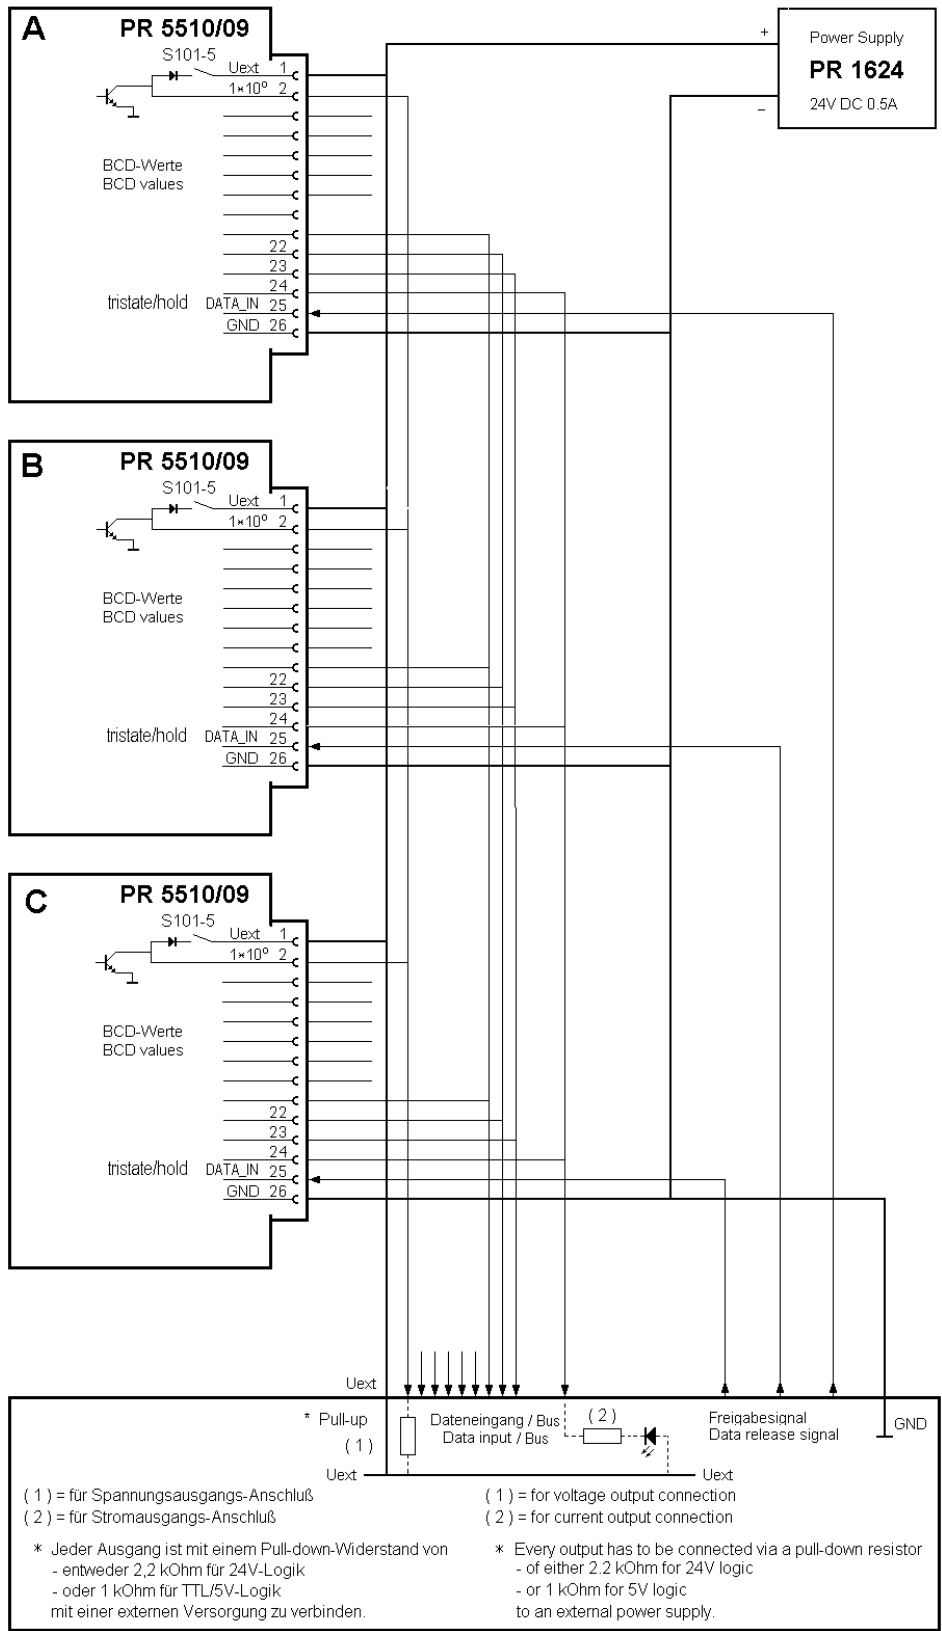 A PR 5510/09
S101-5
Uext 1
1*10⁰ 2
BCD-Werte
BCD values
22
23
24
tristate/hold DATA_IN 25
GND 26
+
Power Supply
PR 1624
24V DC 0.5A
–
B PR 5510/09
S101-5
Uext 1
1*10⁰ 2
BCD-Werte
BCD values
22
23
24
tristate/hold DATA_IN 25
GND 26
C PR 5510/09
S101-5
Uext 1
1*10⁰ 2
BCD-Werte
BCD values
22
23
24
tristate/hold DATA_IN 25
GND 26
Uext
* Pull-up
( 1 )
Dateneingang / Bus
Data input / Bus
( 2 )
Freigabesignal
Data release signal
GND
Uext
Uext
( 1 ) = für Spannungsausgangs-Anschluß
( 2 ) = für Stromausgangs-Anschluß
* Jeder Ausgang ist mit einem Pull-down-Widerstand von
- entweder 2,2 kOhm für 24V-Logik
- oder 1 kOhm für TTL/5V-Logik
mit einer externen Versorgung zu verbinden.
( 1 ) = for voltage output connection
( 2 ) = for current output connection
* Every output has to be connected via a pull-down resistor
- of either 2.2 kOhm for 24V logic
- or 1 kOhm for 5V logic
to an external power supply.